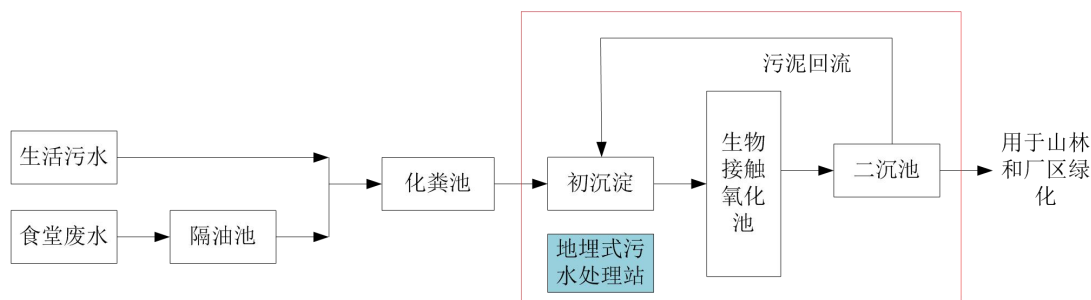 污泥回流
生活污水
食堂废水
隔油池
化粪池
初沉淀
地埋式污
水处理站
生物
接触
氧化
池
二沉池
用于山林
和厂区绿
化